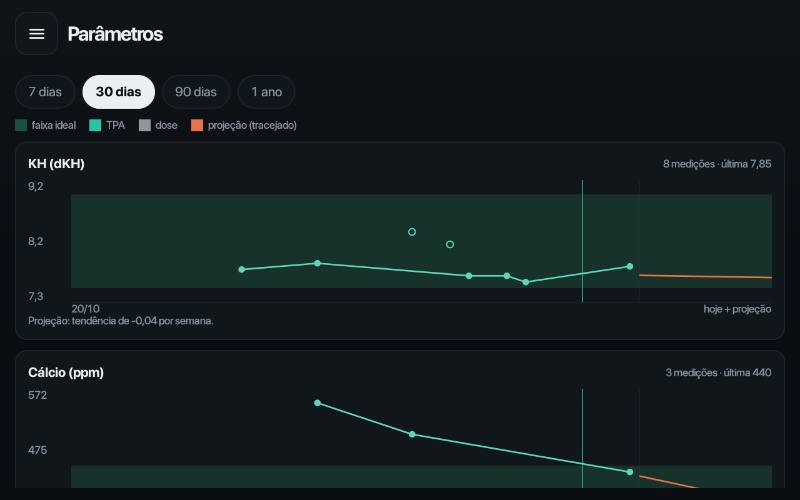 Parâmetros
7 dias
30 dias
90 dias
1 ano
faixa ideal
TPA
dose
projeção (tracejado)
KH (dKH)
8 medições · última 7,85
9,2
8,2
7,3
20/10
hoje + projeção
Projeção: tendência de -0,04 por semana.
Cálcio (ppm)
3 medições · última 440
572
475